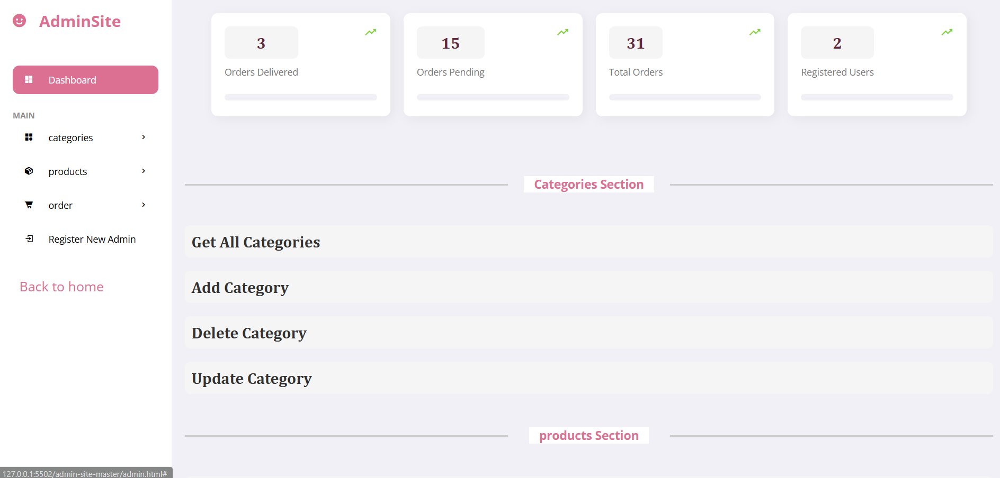 AdminSite
Dashboard
MAIN
categories
products
order
Register New Admin
Back to home
3
Orders Delivered
15
Orders Pending
31
Total Orders
2
Registered Users
Categories Section
Get All Categories
Add Category
Delete Category
Update Category
products Section
127.0.0.1:5502/admin-site-master/admin.html#